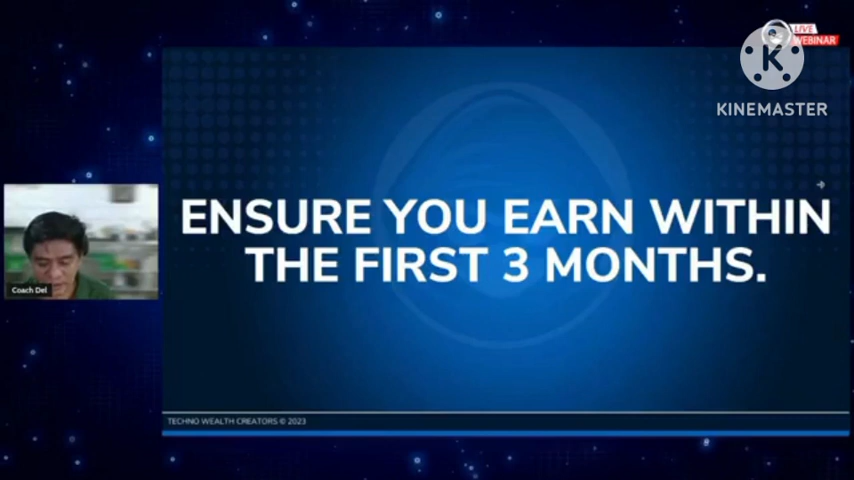 LIVE
WEBINAR
K
KINEMASTER
ENSURE YOU EARN WITHIN
THE FIRST 3 MONTHS.
Coach Del
TECHNO WEALTH CREATORS © 2023